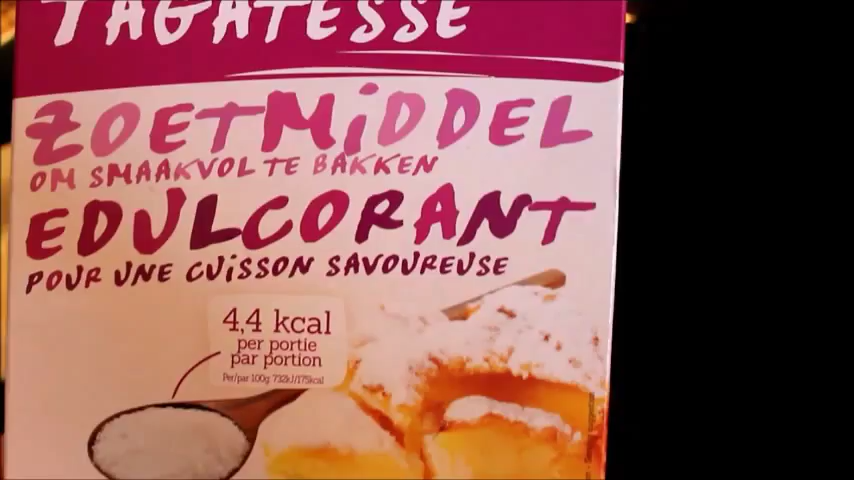 TAGATESSE
ZOETMiDDEL
OM SMAAKVOL TE BAKKEN
EDULCORANT
POUR UNE CUiSSON SAVOUREUSE
4,4 kcal
per portie
par portion
Per/par 100g: 732kJ/175kcal